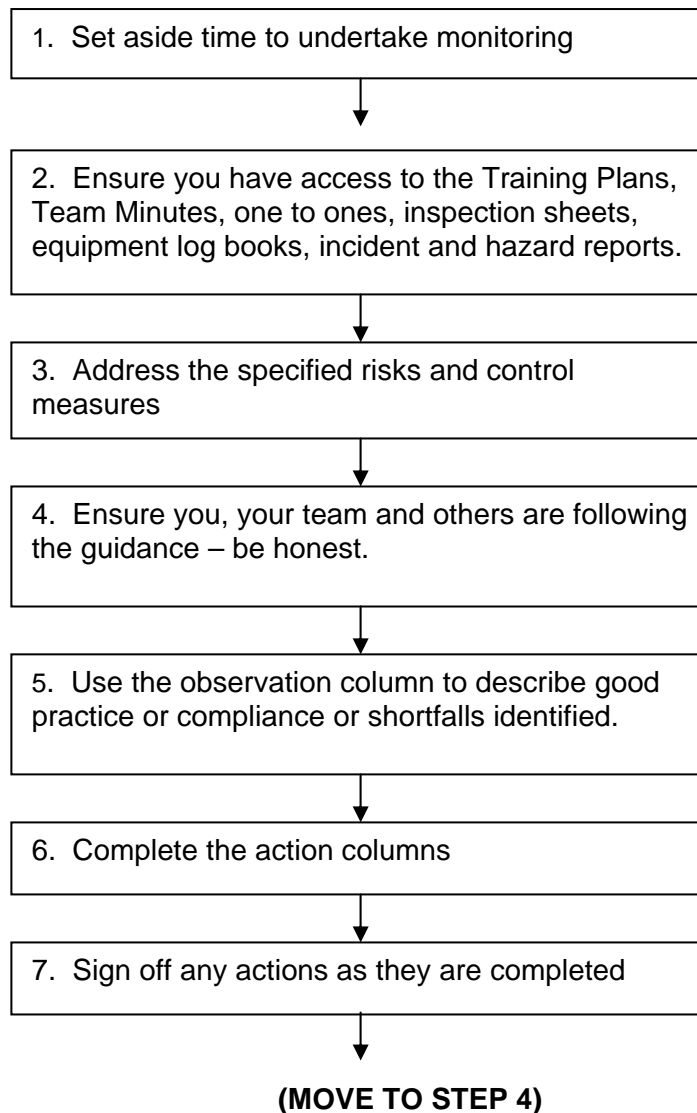 1. Set aside time to undertake monitoring
2. Ensure you have access to the Training Plans,
Team Minutes, one to ones, inspection sheets,
equipment log books, incident and hazard reports.
3. Address the specified risks and control
measures
4. Ensure you, your team and others are following
the guidance – be honest.
5. Use the observation column to describe good
practice or compliance or shortfalls identified.
6. Complete the action columns
7. Sign off any actions as they are completed
(MOVE TO STEP 4)